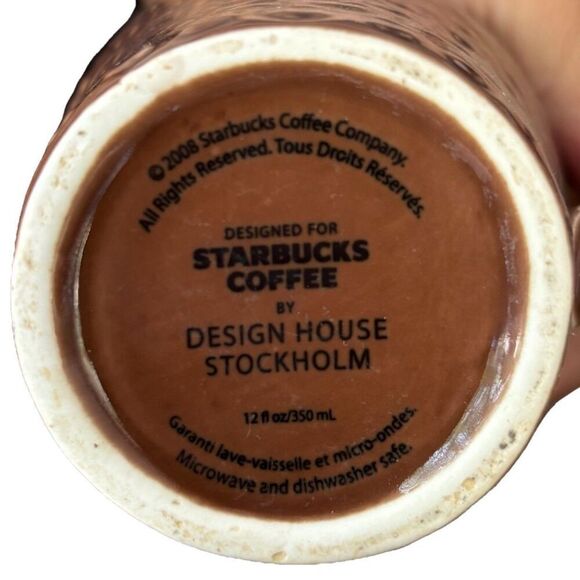 © 2008 Starbucks Coffee Company.
All Rights Reserved. Tous Droits Réservés.
DESIGNED FOR
STARBUCKS
COFFEE
BY
DESIGN HOUSE
STOCKHOLM
12 fl oz/350 mL
Garanti lave-vaisselle et micro-ondes.
Microwave and dishwasher safe.